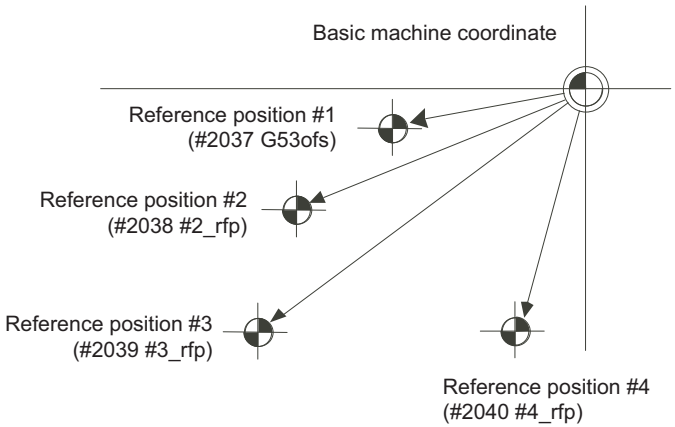 Basic machine coordinate
Reference position #1
(#2037 G53ofs)
Reference position #2
(#2038 #2_rfp)
Reference position #3
(#2039 #3_rfp)
Reference position #4
(#2040 #4_rfp)